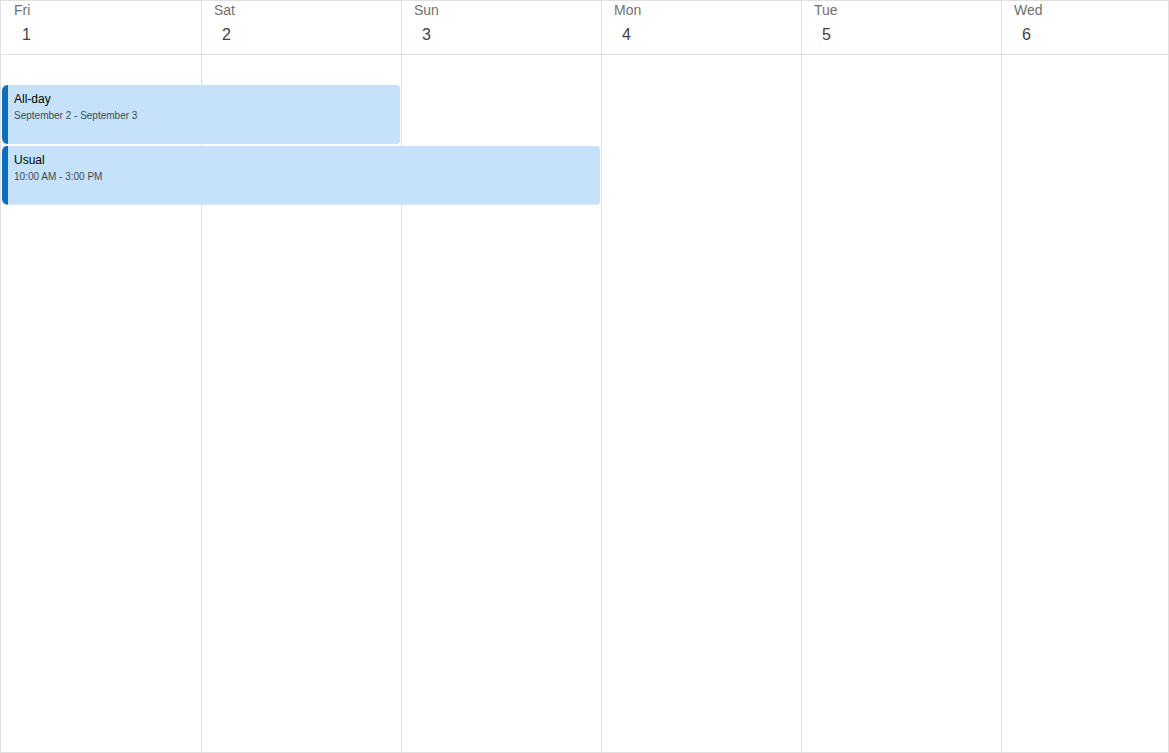 Fri Sat Sun Mon Tue Wed
1 2 3 4 5 6
All-day
September 2 - September 3
Usual
10:00 AM - 3:00 PM